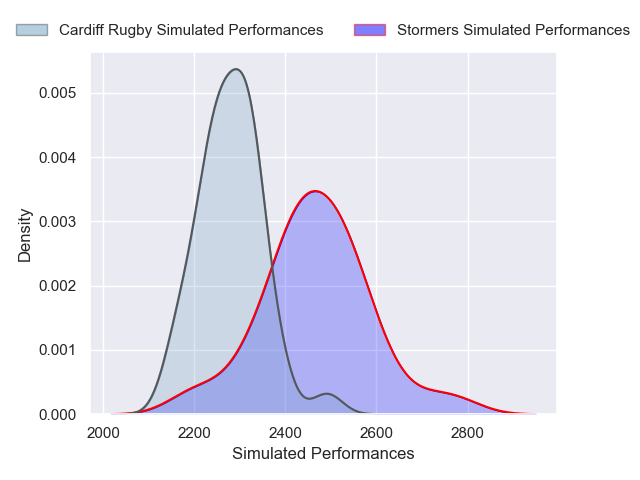 Cardiff Rugby Simulated Performances Stormers Simulated Performances
0.005
0.004
0.003
0.002
0.001
0.000
Density
2000 2200 2400 2600 2800
Simulated Performances